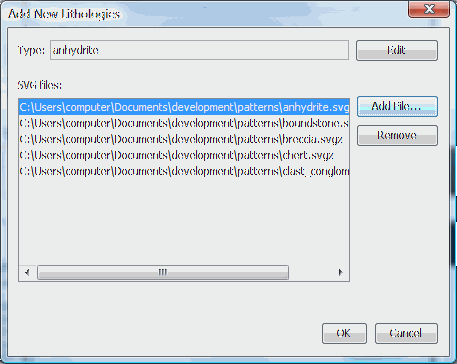 Add New Lithologies
Type: anhydrite Edit
SVG files:
C:\Users\computer\Documents\development\patterns\anhydrite.svg
C:\Users\computer\Documents\development\patterns\boundstone.s
C:\Users\computer\Documents\development\patterns\breccia.svgz
C:\Users\computer\Documents\development\patterns\chert.svgz
C:\Users\computer\Documents\development\patterns\clast_conglom
Add File...
Remove
OK Cancel